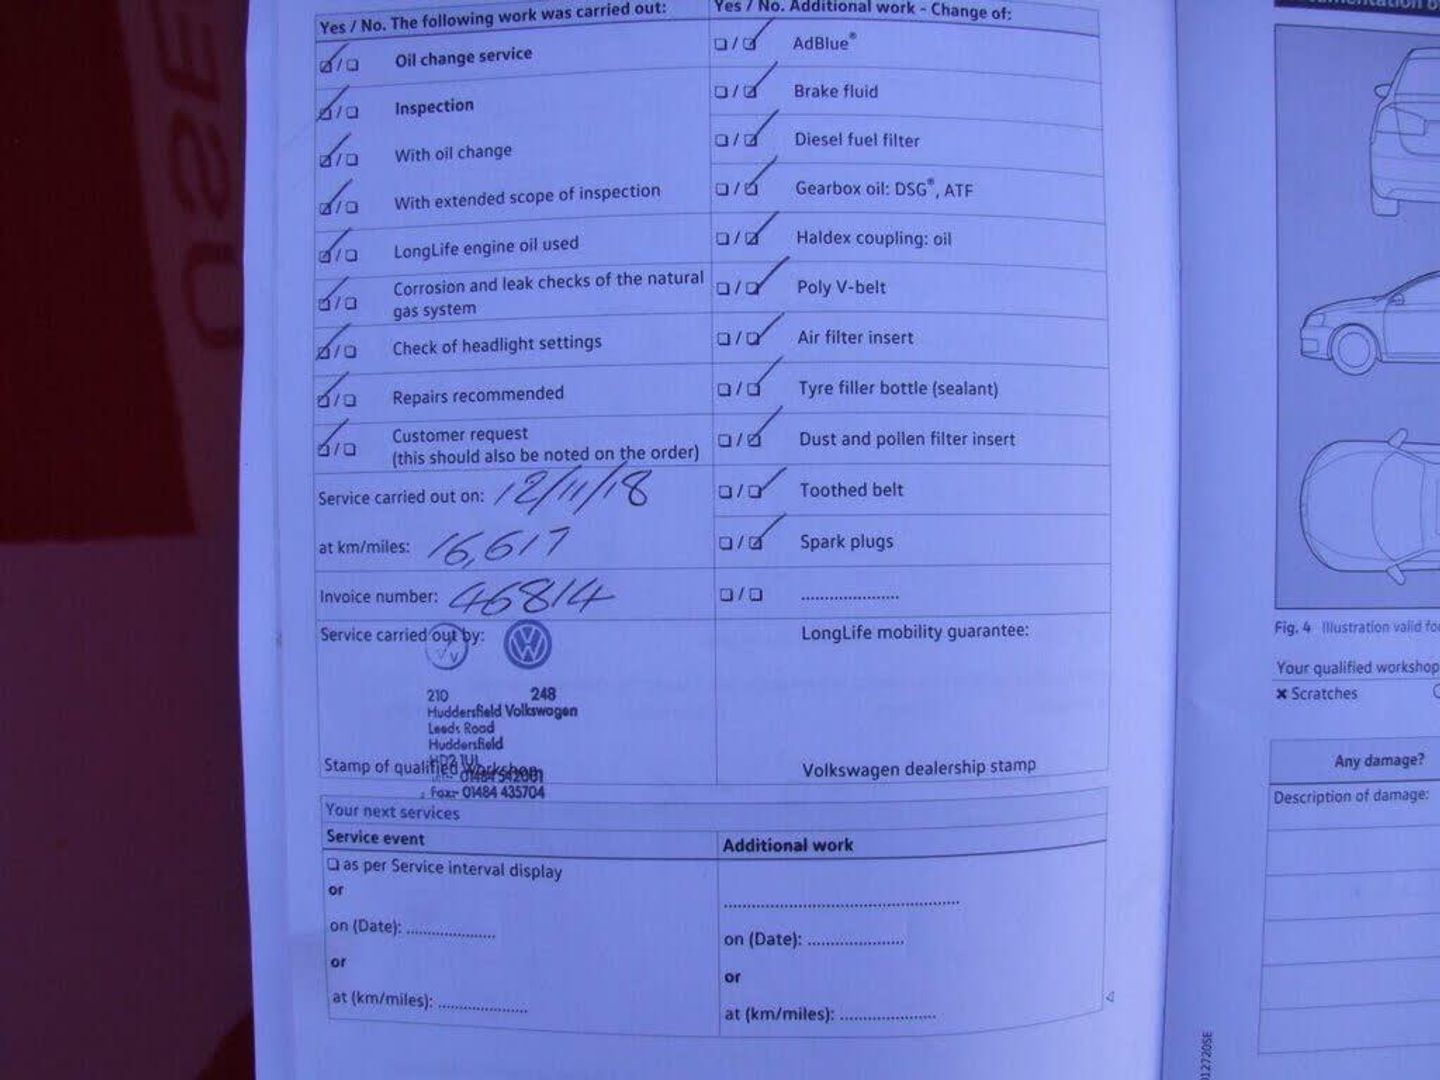 Yes / No. The following work was carried out:
Oil change service
Inspection
With oil change
With extended scope of inspection
LongLife engine oil used
Corrosion and leak checks of the natural
gas system
Check of headlight settings
Repairs recommended
Customer request
(this should also be noted on the order)
Service carried out on: 12/11/18
at km/miles: 16,617
Invoice number: 46814
Service carried out by:
210 248
Huddersfield Volkswagen
Leeds Road
Huddersfield
HD2 1UL
Stamp of qualified workshop
Fax:- 01484 435704
Yes / No. Additional work - Change of:
AdBlue®
Brake fluid
Diesel fuel filter
Gearbox oil: DSG®, ATF
Haldex coupling: oil
Poly V-belt
Air filter insert
Tyre filler bottle (sealant)
Dust and pollen filter insert
Toothed belt
Spark plugs
LongLife mobility guarantee:
Volkswagen dealership stamp
Your next services
Service event
❏ as per Service interval display
or
on (Date): ....................
or
at (km/miles): ....................
Additional work
on (Date): ....................
or
at (km/miles): ....................
Fig. 4 Illustration valid
Your qualified workshop
✖ Scratches
Any damage?
Description of damage: